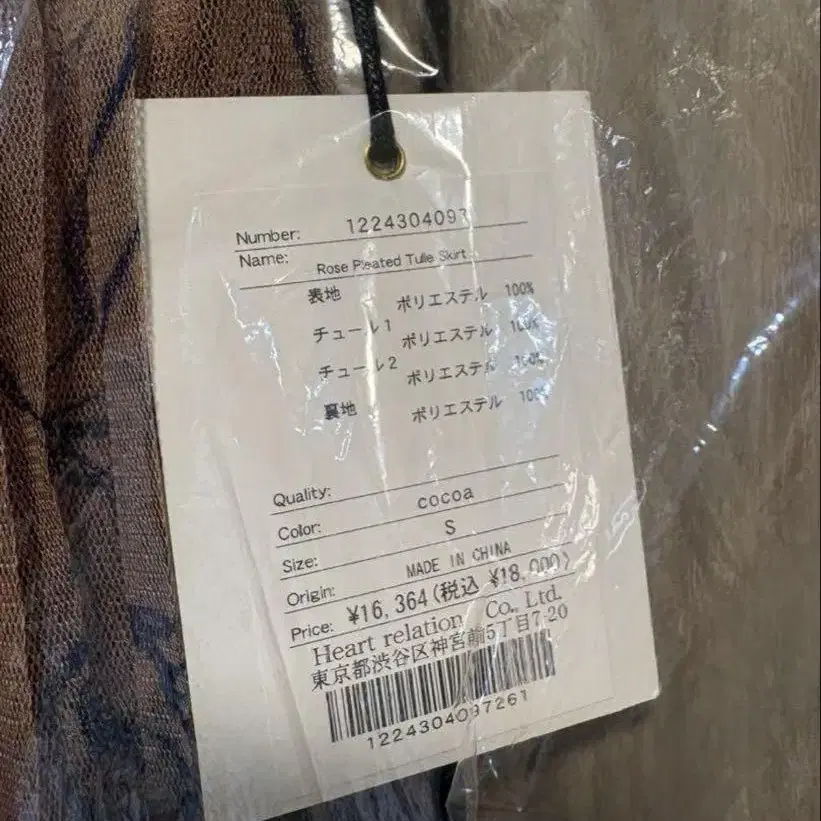 Number: 1224304097
Name: Rose Pleated Tulle Skirt
表地 ポリエステル 100%
チュール1 ポリエステル 100%
チュール2 ポリエステル 100%
裏地 ポリエステル 100%
Quality:
Color: cocoa
Size: S
Origin: MADE IN CHINA
Price: ¥16,364(税込 ¥18,000)
Heart relation Co., Ltd.
東京都渋谷区神宮前5丁目7-20
1224304097261